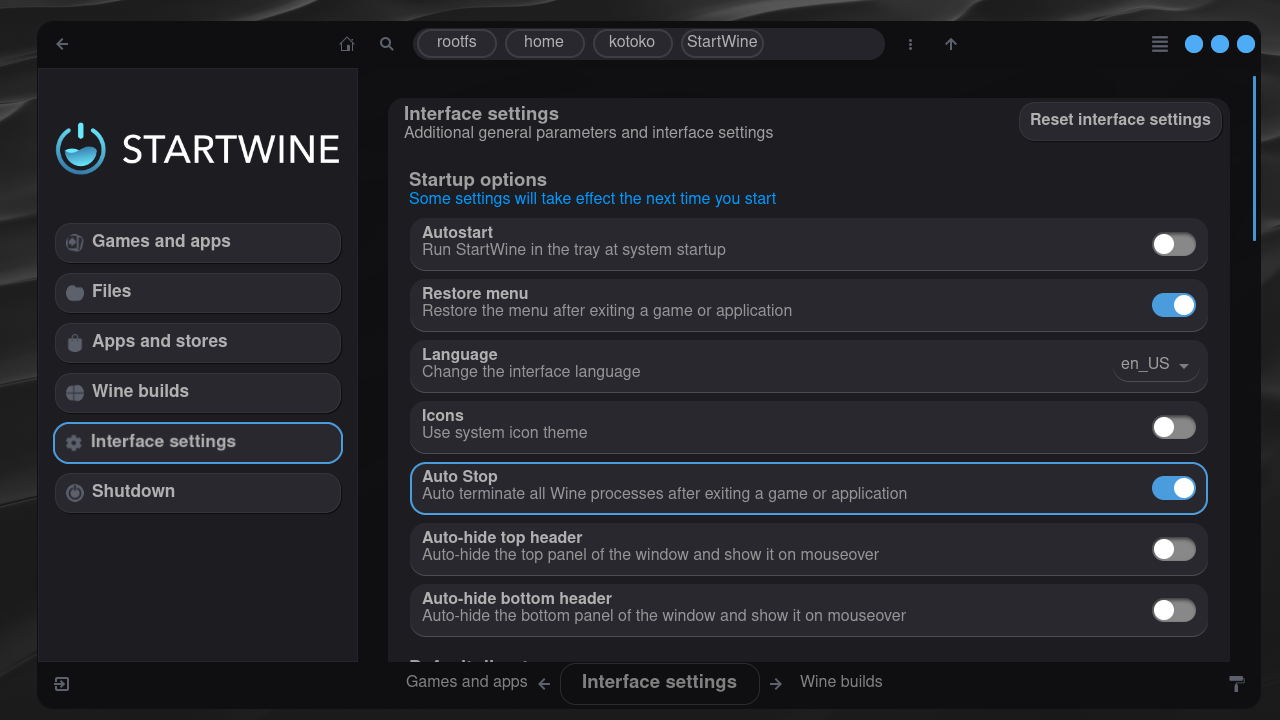 rootfs
home
kotoko
StartWine
STARTWINE
Games and apps
Files
Apps and stores
Wine builds
Interface settings
Shutdown
Interface settings
Additional general parameters and interface settings
Reset interface settings
Startup options
Some settings will take effect the next time you start
Autostart
Run StartWine in the tray at system startup
Restore menu
Restore the menu after exiting a game or application
Language
Change the interface language
en_US
Icons
Use system icon theme
Auto Stop
Auto terminate all Wine processes after exiting a game or application
Auto-hide top header
Auto-hide the top panel of the window and show it on mouseover
Auto-hide bottom header
Auto-hide the bottom panel of the window and show it on mouseover
Games and apps
Interface settings
Wine builds